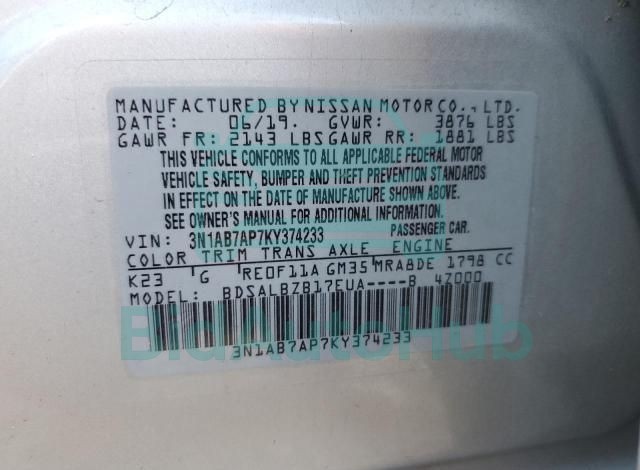 MANUFACTURED BY NISSAN MOTOR CO., LTD.
DATE: 06/19. GVWR: 3876 LBS
GAWR FR: 2143 LBS GAWR RR: 1881 LBS
THIS VEHICLE CONFORMS TO ALL APPLICABLE FEDERAL MOTOR
VEHICLE SAFETY, BUMPER AND THEFT PREVENTION STANDARDS
IN EFFECT ON THE DATE OF MANUFACTURE SHOWN ABOVE.
SEE OWNER'S MANUAL FOR ADDITIONAL INFORMATION.
VIN: 3N1AB7AP7KY374233 PASSENGER CAR.
COLOR TRIM TRANS AXLE ENGINE
K23 G RE0F11A GM35 MRA8DE 1798 CC
MODEL: BDSALBZB17EUA----B 4Z000
3N1AB7AP7KY374233
BidAutoHub